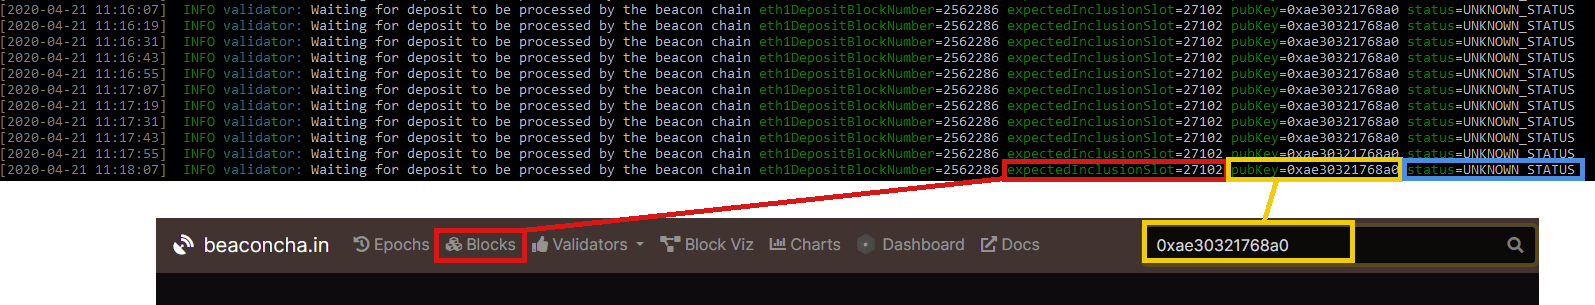 [2020-04-21 11:16:07]  INFO validator: Waiting for deposit to be processed by the beacon chain eth1DepositBlockNumber=2562286 expectedInclusionSlot=27102 pubKey=0xae30321768a0 status=UNKNOWN_STATUS
[2020-04-21 11:16:19]  INFO validator: Waiting for deposit to be processed by the beacon chain eth1DepositBlockNumber=2562286 expectedInclusionSlot=27102 pubKey=0xae30321768a0 status=UNKNOWN_STATUS
[2020-04-21 11:16:31]  INFO validator: Waiting for deposit to be processed by the beacon chain eth1DepositBlockNumber=2562286 expectedInclusionSlot=27102 pubKey=0xae30321768a0 status=UNKNOWN_STATUS
[2020-04-21 11:16:43]  INFO validator: Waiting for deposit to be processed by the beacon chain eth1DepositBlockNumber=2562286 expectedInclusionSlot=27102 pubKey=0xae30321768a0 status=UNKNOWN_STATUS
[2020-04-21 11:16:55]  INFO validator: Waiting for deposit to be processed by the beacon chain eth1DepositBlockNumber=2562286 expectedInclusionSlot=27102 pubKey=0xae30321768a0 status=UNKNOWN_STATUS
[2020-04-21 11:17:07]  INFO validator: Waiting for deposit to be processed by the beacon chain eth1DepositBlockNumber=2562286 expectedInclusionSlot=27102 pubKey=0xae30321768a0 status=UNKNOWN_STATUS
[2020-04-21 11:17:19]  INFO validator: Waiting for deposit to be processed by the beacon chain eth1DepositBlockNumber=2562286 expectedInclusionSlot=27102 pubKey=0xae30321768a0 status=UNKNOWN_STATUS
[2020-04-21 11:17:31]  INFO validator: Waiting for deposit to be processed by the beacon chain eth1DepositBlockNumber=2562286 expectedInclusionSlot=27102 pubKey=0xae30321768a0 status=UNKNOWN_STATUS
[2020-04-21 11:17:43]  INFO validator: Waiting for deposit to be processed by the beacon chain eth1DepositBlockNumber=2562286 expectedInclusionSlot=27102 pubKey=0xae30321768a0 status=UNKNOWN_STATUS
[2020-04-21 11:17:55]  INFO validator: Waiting for deposit to be processed by the beacon chain eth1DepositBlockNumber=2562286 expectedInclusionSlot=27102 pubKey=0xae30321768a0 status=UNKNOWN_STATUS
[2020-04-21 11:18:07]  INFO validator: Waiting for deposit to be processed by the beacon chain eth1DepositBlockNumber=2562286 expectedInclusionSlot=27102 pubKey=0xae30321768a0 status=UNKNOWN STATUS
beaconcha.in Epochs Blocks Validators Block Viz Charts Dashboard Docs 0xae30321768a0